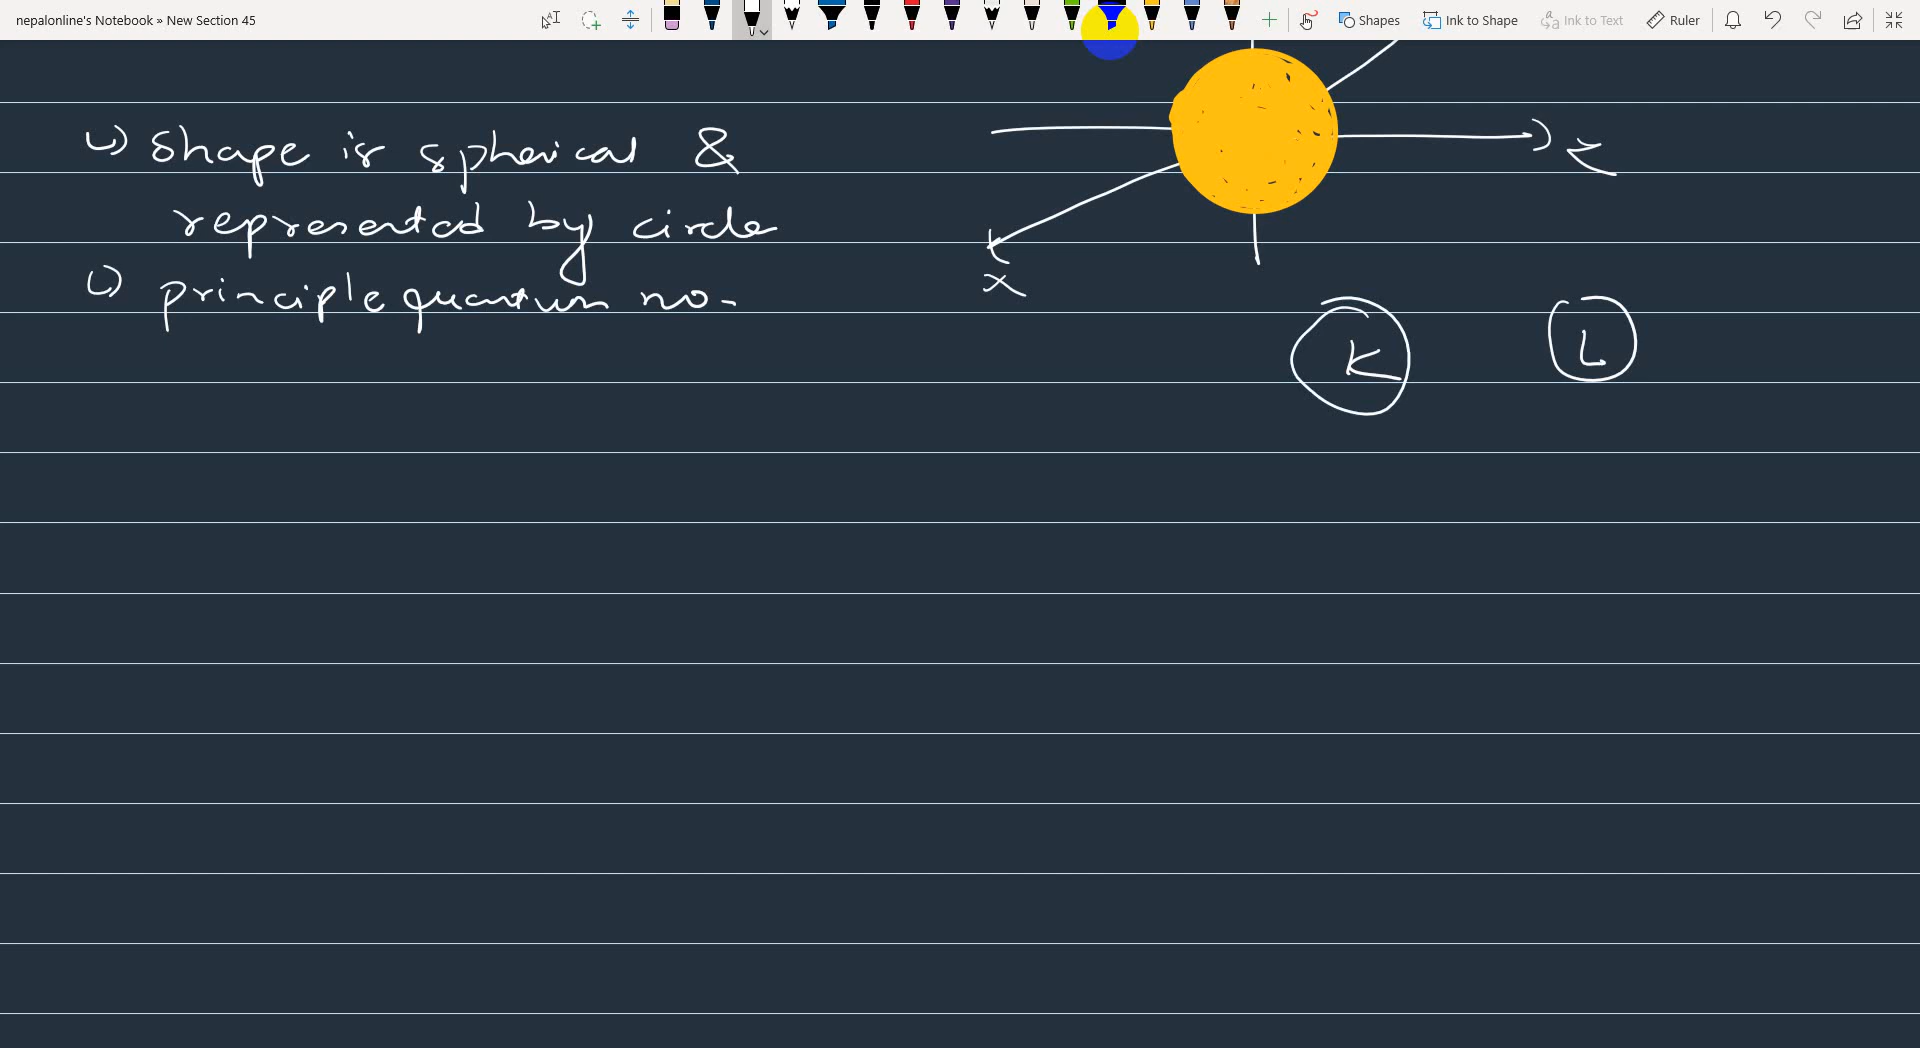 nepalonline's Notebook » New Section 45
Shapes
Ink to Shape
Ink to Text
Ruler
shape is spherical &
represented by circle
principle quantum no-
z
x
K
L